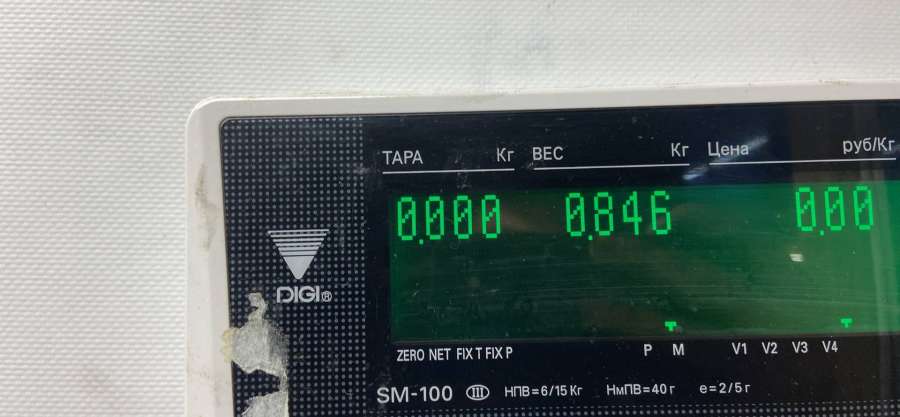 ТАРА Кг ВЕС Кг Цена руб/Кг
0.000 0.846 0.00
DIGI®
ZERO NET FIX T FIX P P M V1 V2 V3 V4
SM-100 III НПВ=6/15 Кг НмПВ=40 г e=2/5 г